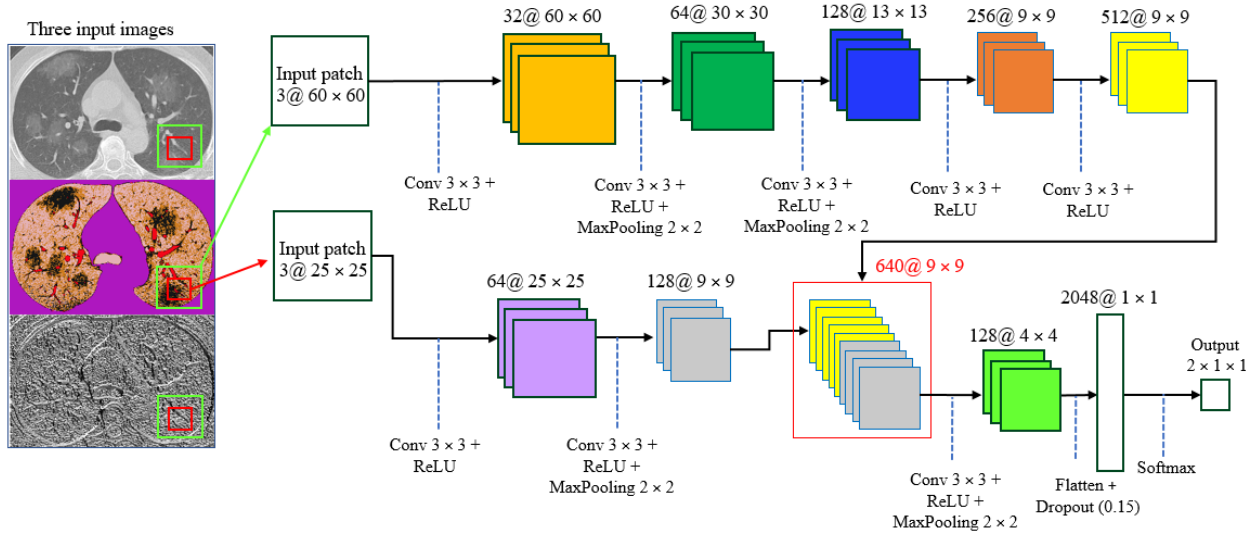 Three input images
Input patch
3@ 60 × 60
32@ 60 × 60
64@ 30 × 30
128@ 13 × 13
256@ 9 × 9
512@ 9 × 9
Conv 3 × 3 +
ReLU
Conv 3 × 3 +
ReLU +
MaxPooling 2 × 2
Conv 3 × 3 +
ReLU +
MaxPooling 2 × 2
Conv 3 × 3 +
ReLU
Conv 3 × 3 +
ReLU
Input patch
3@ 25 × 25
64@ 25 × 25
128@ 9 × 9
640@ 9 × 9
128@ 4 × 4
2048@ 1 × 1
Output
2 × 1 × 1
Conv 3 × 3 +
ReLU
Conv 3 × 3 +
ReLU +
MaxPooling 2 × 2
Conv 3 × 3 +
ReLU +
MaxPooling 2 × 2
Flatten +
Dropout (0.15)
Softmax